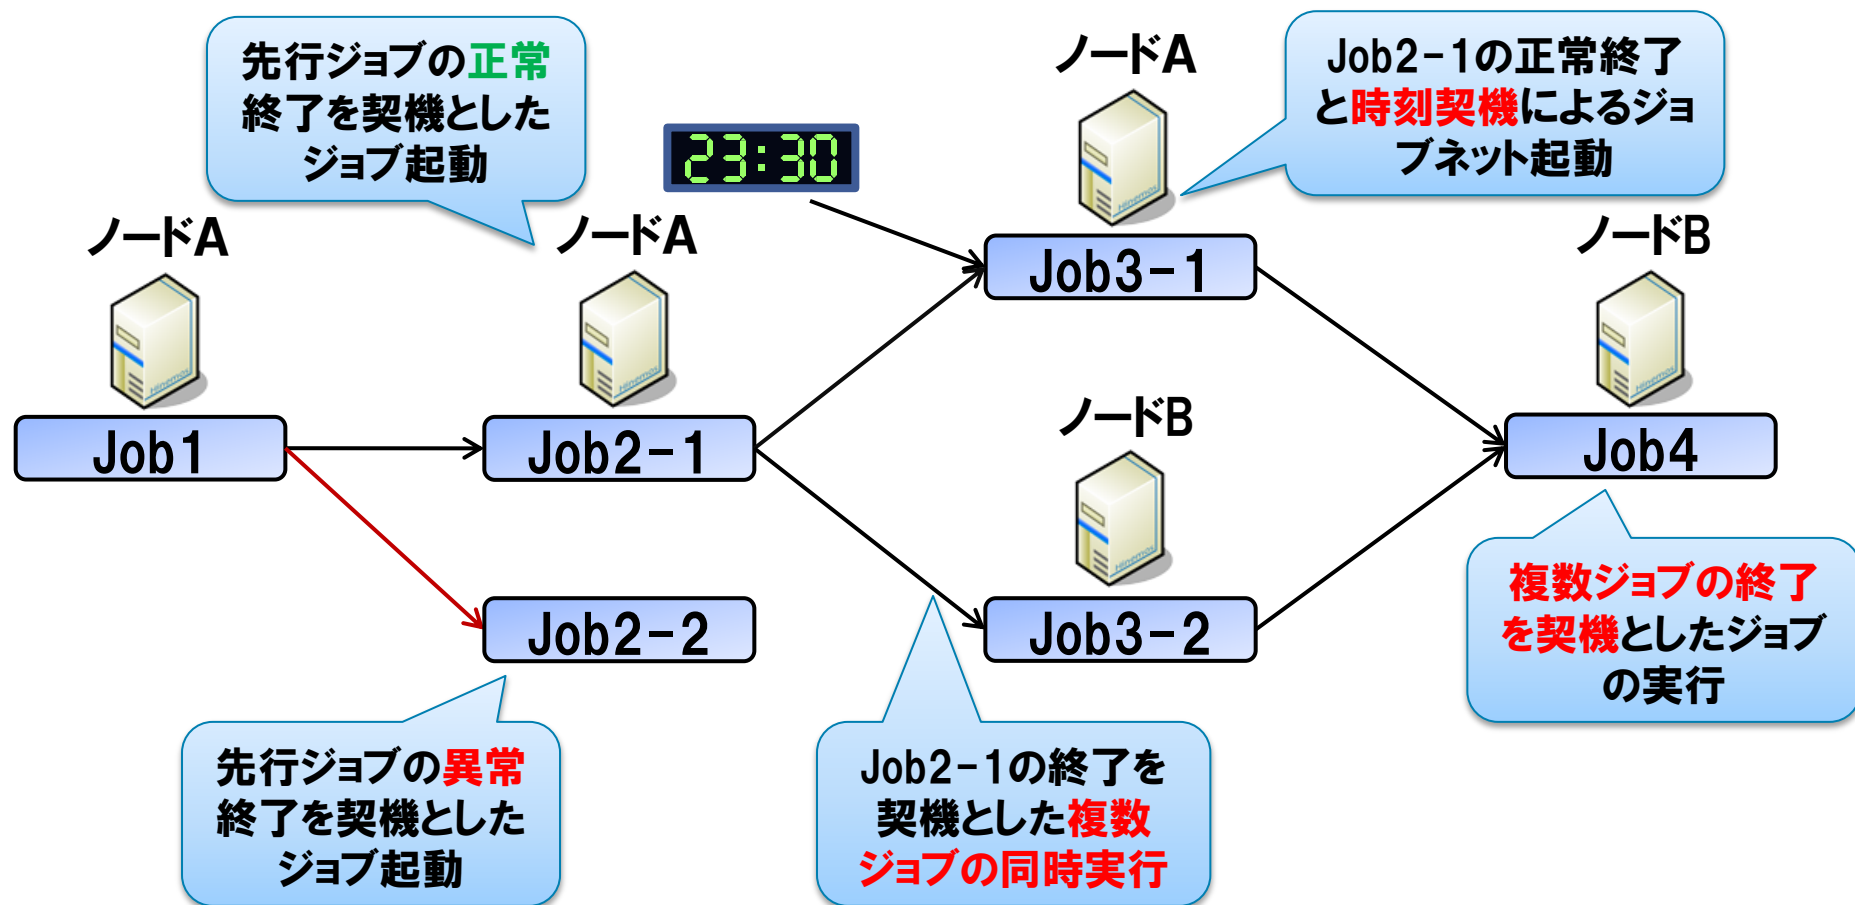 先行ジョブの正常
終了を契機とした
ジョブ起動
23:30
ノードA
Job2-1の正常終了
と時刻契機によるジョ
ブネット起動
ノードA
Hinemos
Job1
ノードA
Hinemos
Job2-1
Hinemos
Job3-1
ノードB
Hinemos
Job4
ノードB
Hinemos
Job2-2
Job3-2
先行ジョブの異常
終了を契機とした
ジョブ起動
Job2-1の終了を
契機とした複数
ジョブの同時実行
複数ジョブの終了
を契機としたジョブ
の実行